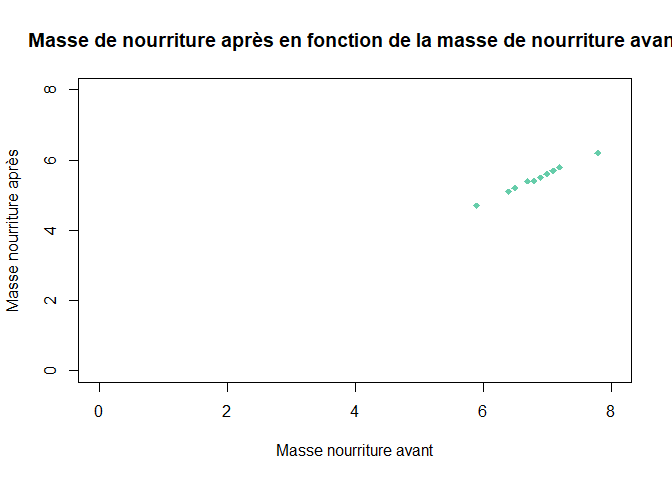 Masse de nourriture après en fonction de la masse de nourriture avan
Masse nourriture après
0 2 4 6 8
0 2 4 6 8
Masse nourriture avant